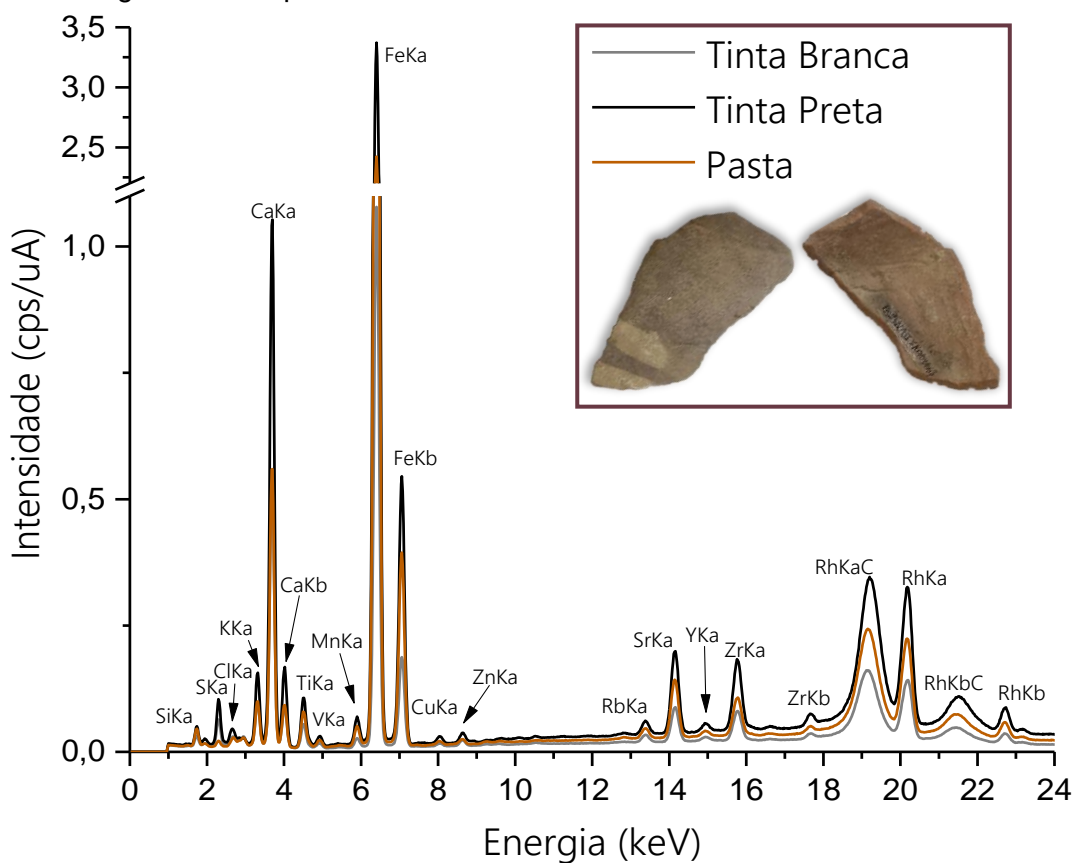 3,5
3,0
2,5
1,0
0,5
0,0
Intensidade (cps/uA)
FeKa
Tinta Branca
Tinta Preta
Pasta
CaKa
FeKb
CaKb
KKa
MnKa
ClKa
SKa
TiKa
SiKa
VKa
CuKa
ZnKa
RbKa
SrKa
YKa
ZrKa
ZrKb
RhKaC
RhKa
RhKbC
RhKb
0 2 4 6 8 10 12 14 16 18 20 22 24
Energia (keV)